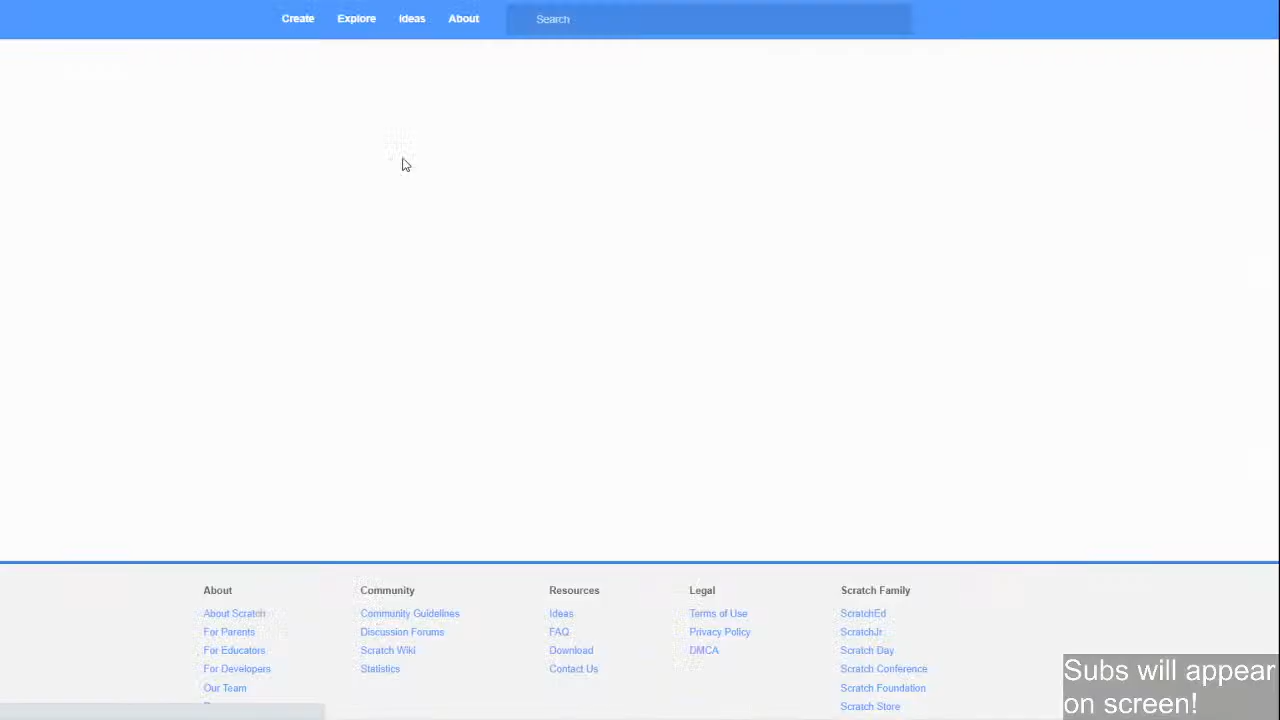 Create Explore Ideas About Search
About Community Resources Legal Scratch Family
About Scratch Community Guidelines Ideas Terms of Use ScratchEd
For Parents Discussion Forums FAQ Privacy Policy ScratchJr
For Educators Scratch Wiki Download DMCA Scratch Day
For Developers Statistics Contact Us Scratch Conference
Our Team Scratch Foundation
Scratch Store
Subs will appear
on screen!